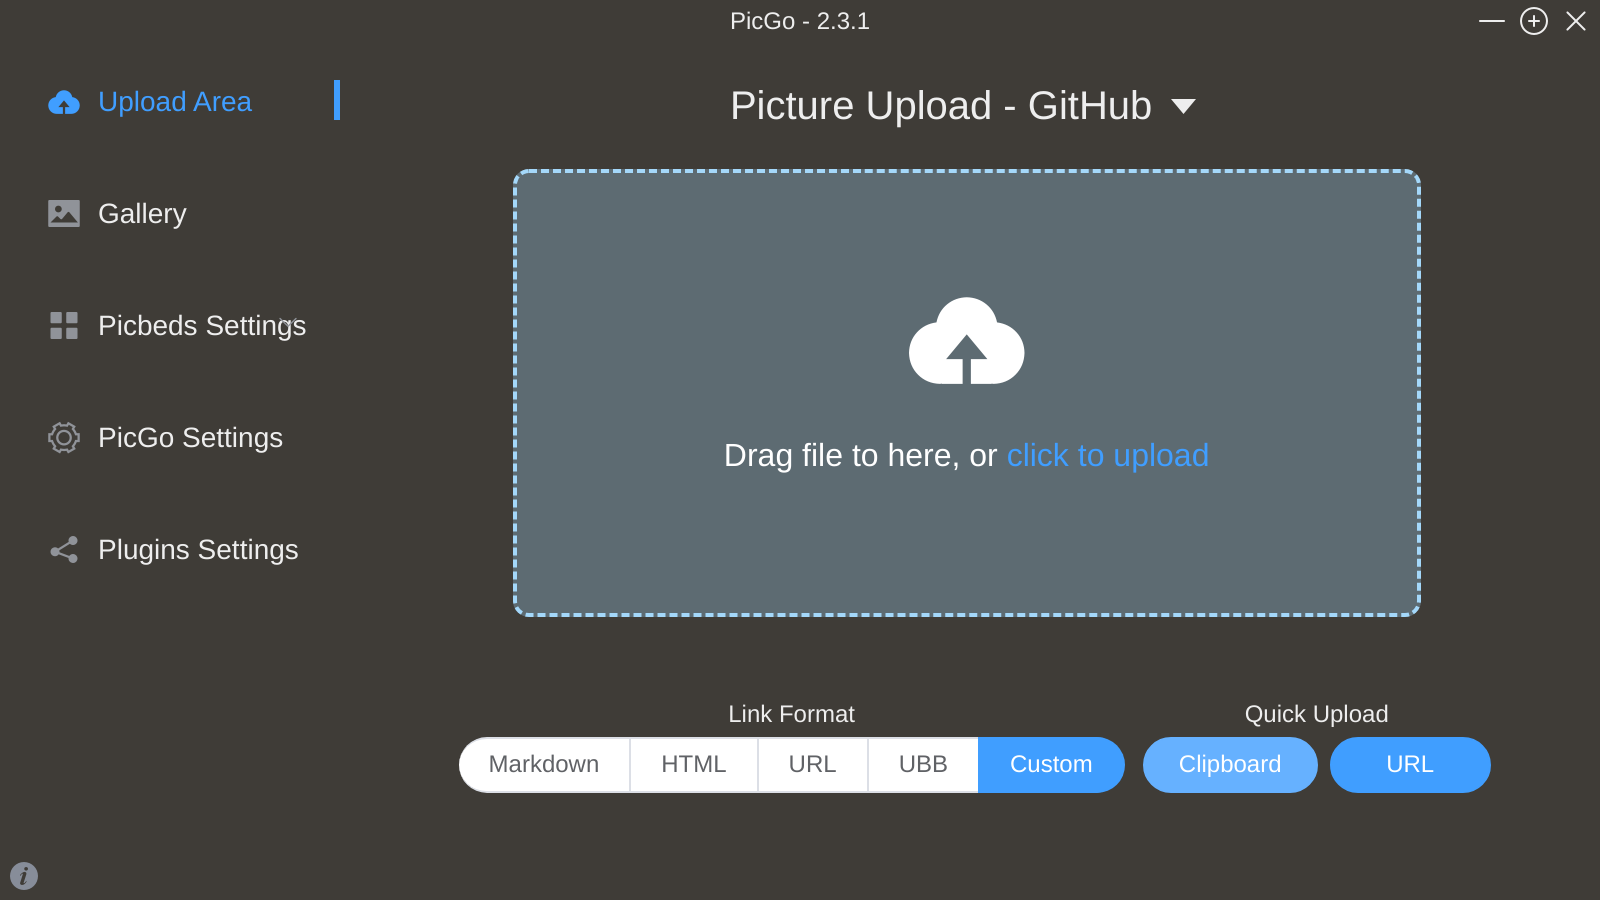 PicGo - 2.3.1
Upload Area
Gallery
Picbeds Settings
PicGo Settings
Plugins Settings
Picture Upload - GitHub
Drag file to here, or click to upload
Link Format
Markdown HTML URL UBB Custom
Quick Upload
Clipboard URL